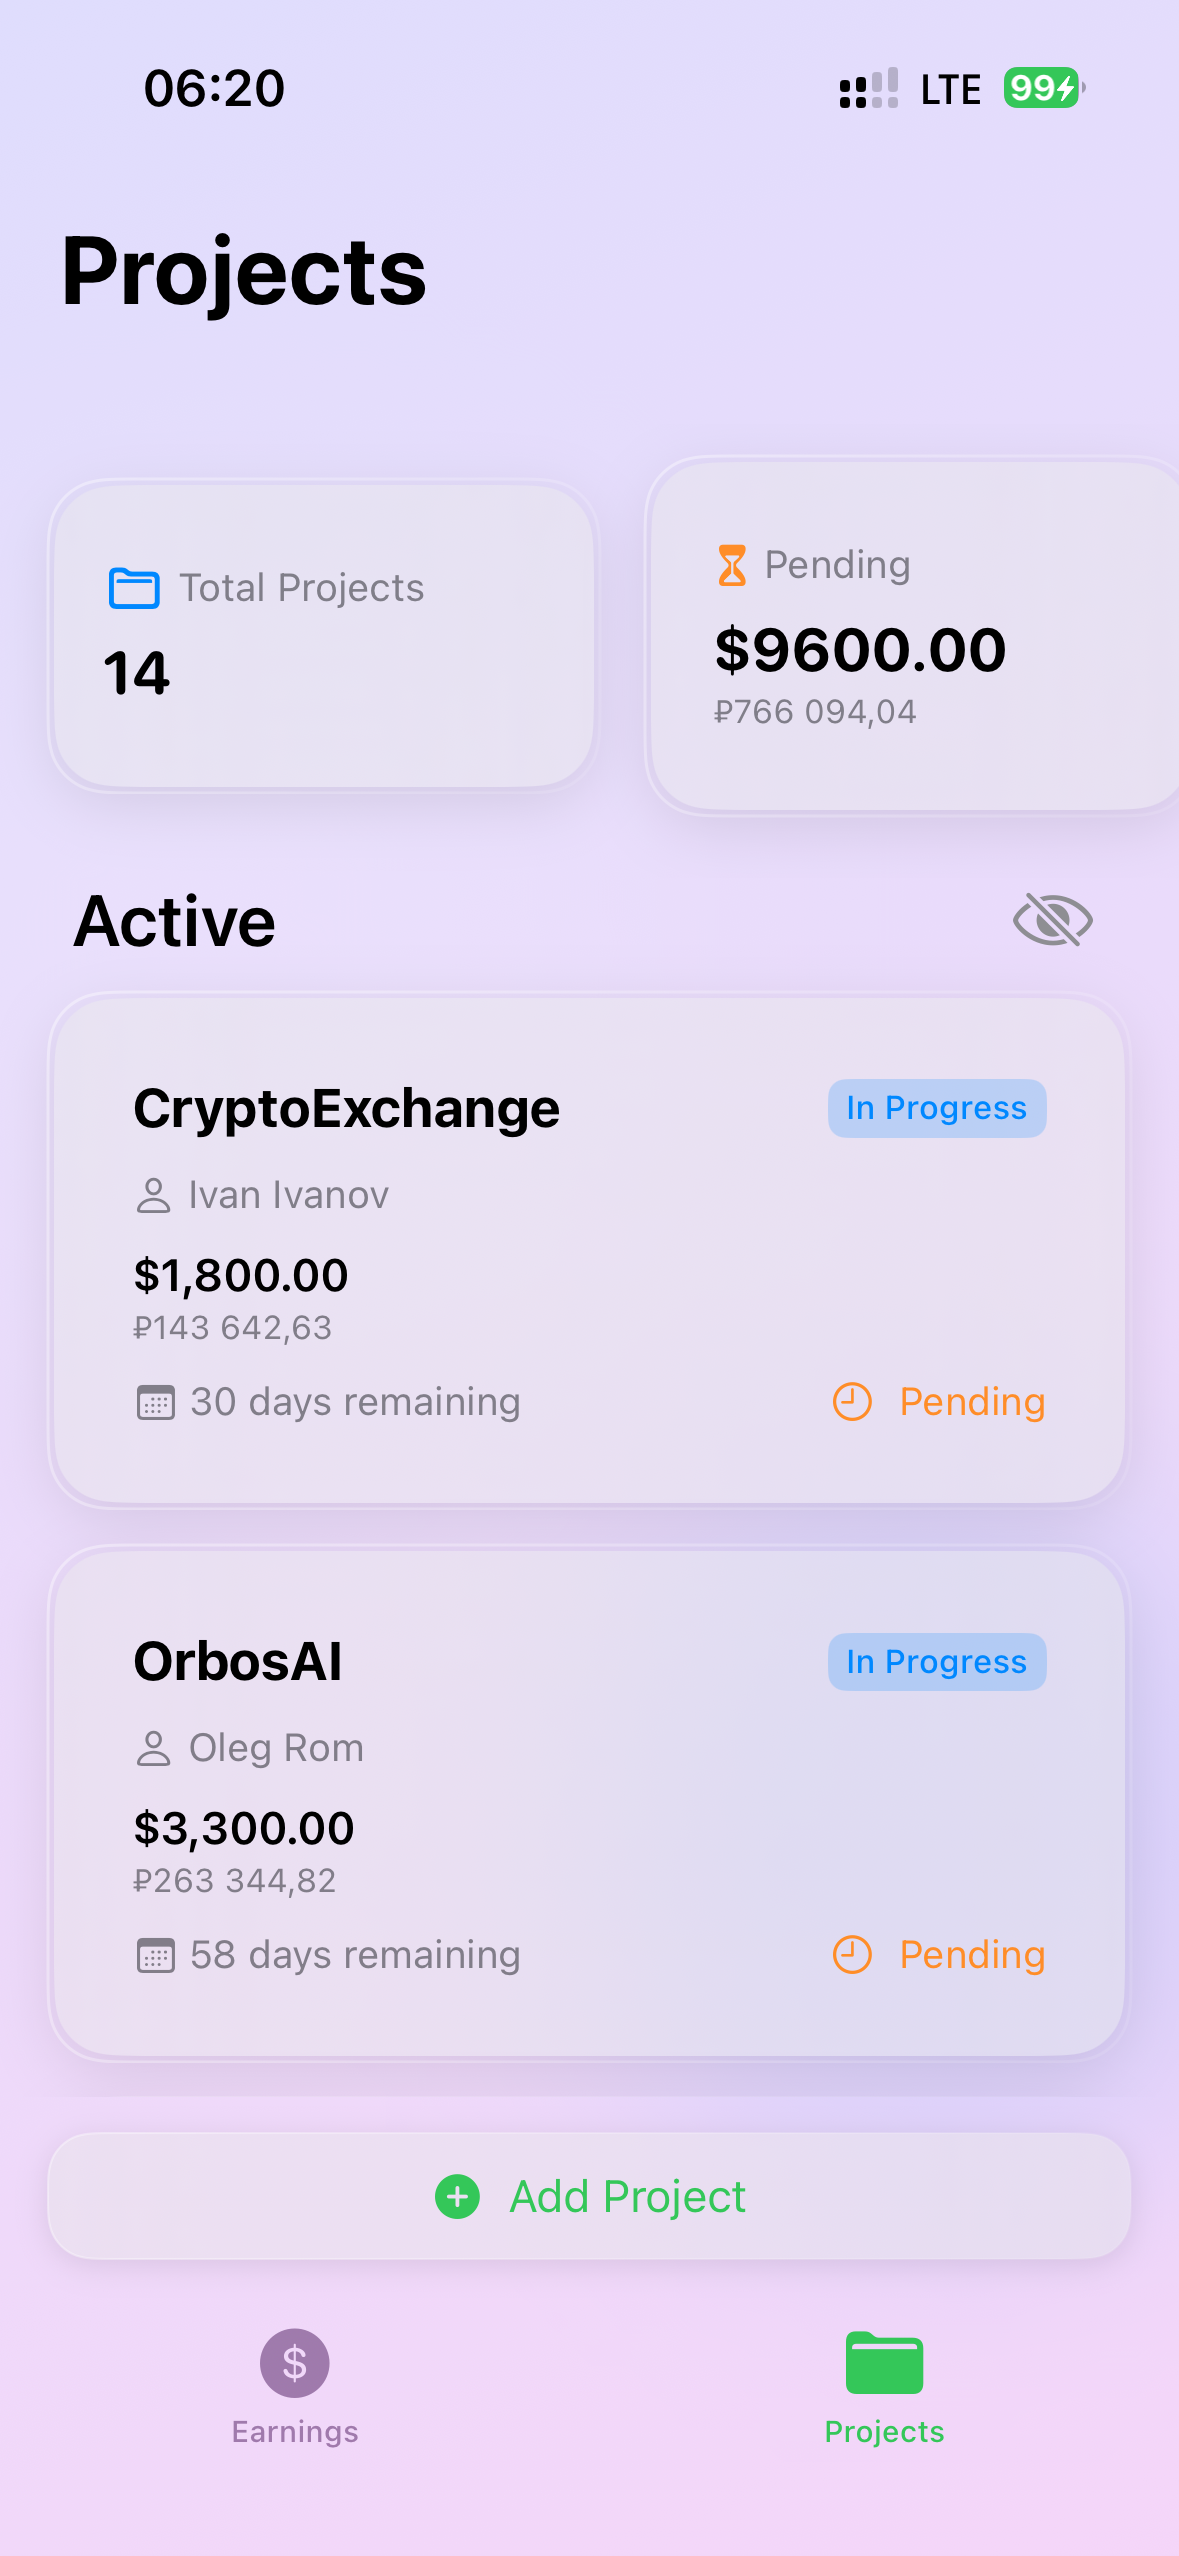 06:20
LTE
99
Projects
Total Projects
14
Pending
$9600.00
₽766 094,04
Active
CryptoExchange
In Progress
Ivan Ivanov
$1,800.00
₽143 642,63
30 days remaining
Pending
OrbosAI
In Progress
Oleg Rom
$3,300.00
₽263 344,82
58 days remaining
Pending
Add Project
$
Earnings
Projects